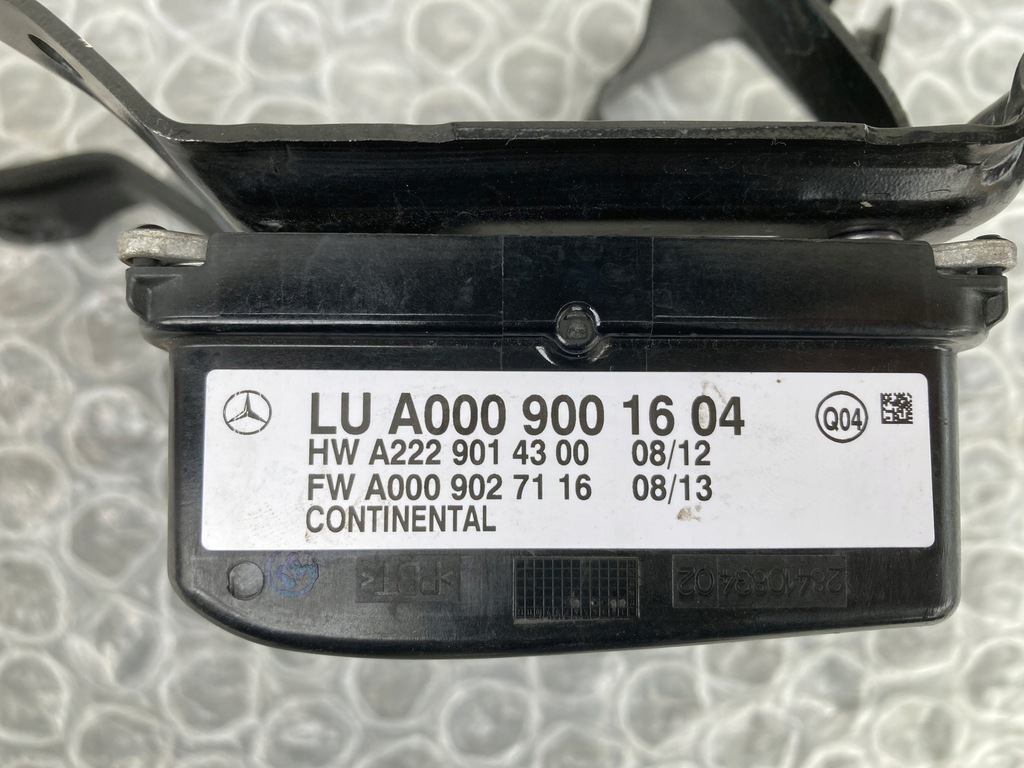 LU A000 900 16 04
Q04
HW A222 901 43 00 08/12
FW A000 902 71 16 08/13
CONTINENTAL
>PBT<
2841083402